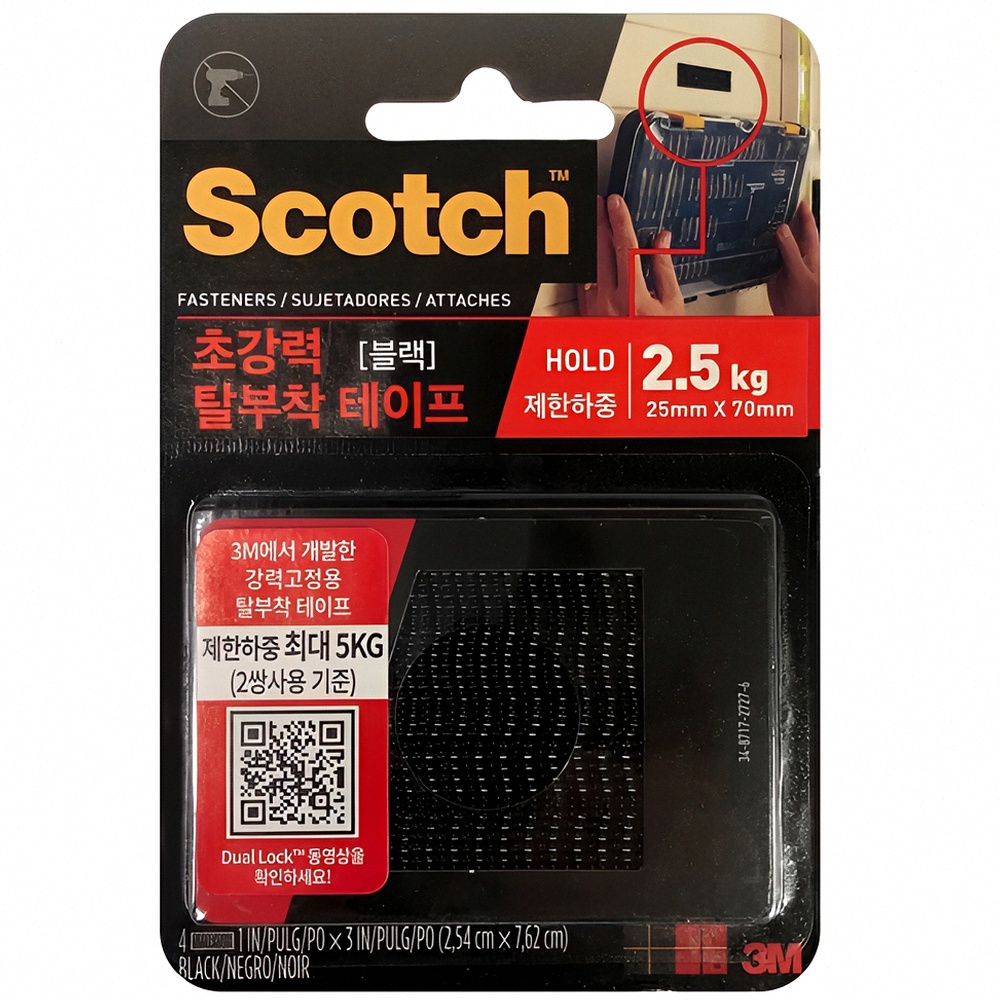 Scotch™
FASTENERS / SUJETADORES / ATTACHES
초강력 [블랙]
탈부착 테이프
HOLD 2.5 kg
제한하중 25mm X 70mm
3M에서 개발한
강력고정용
탈부착 테이프
제한하중 최대 5KG
(2쌍사용 기준)
Dual Lock™ 동영상을
확인하세요!
34-8717-2727-6
4 1 IN/PULG/PO × 3 IN/PULG/PO (2,54 cm × 7,62 cm)
BLACK/NEGRO/NOIR
3M